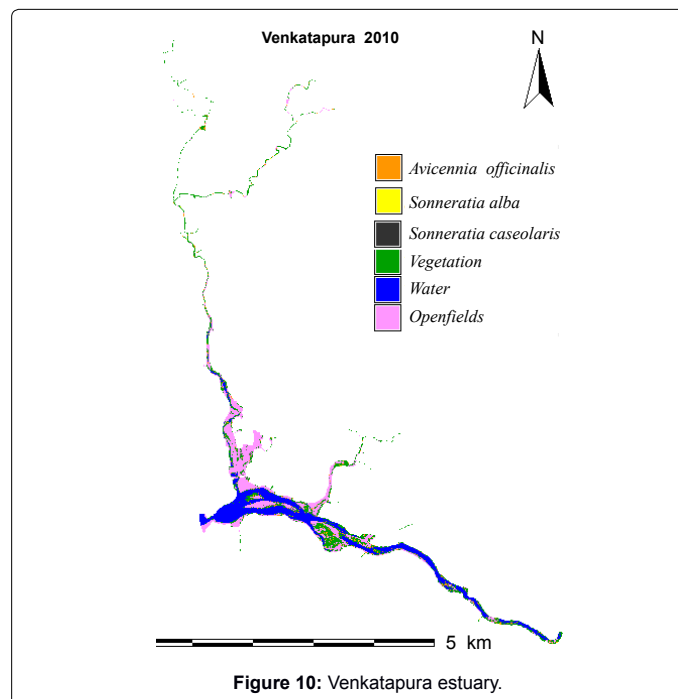 Venkatapura 2010
N
Avicennia officinalis
Sonneratia alba
Sonneratia caseolaris
Vegetation
Water
Openfields
5 km
Figure 10: Venkatapura estuary.